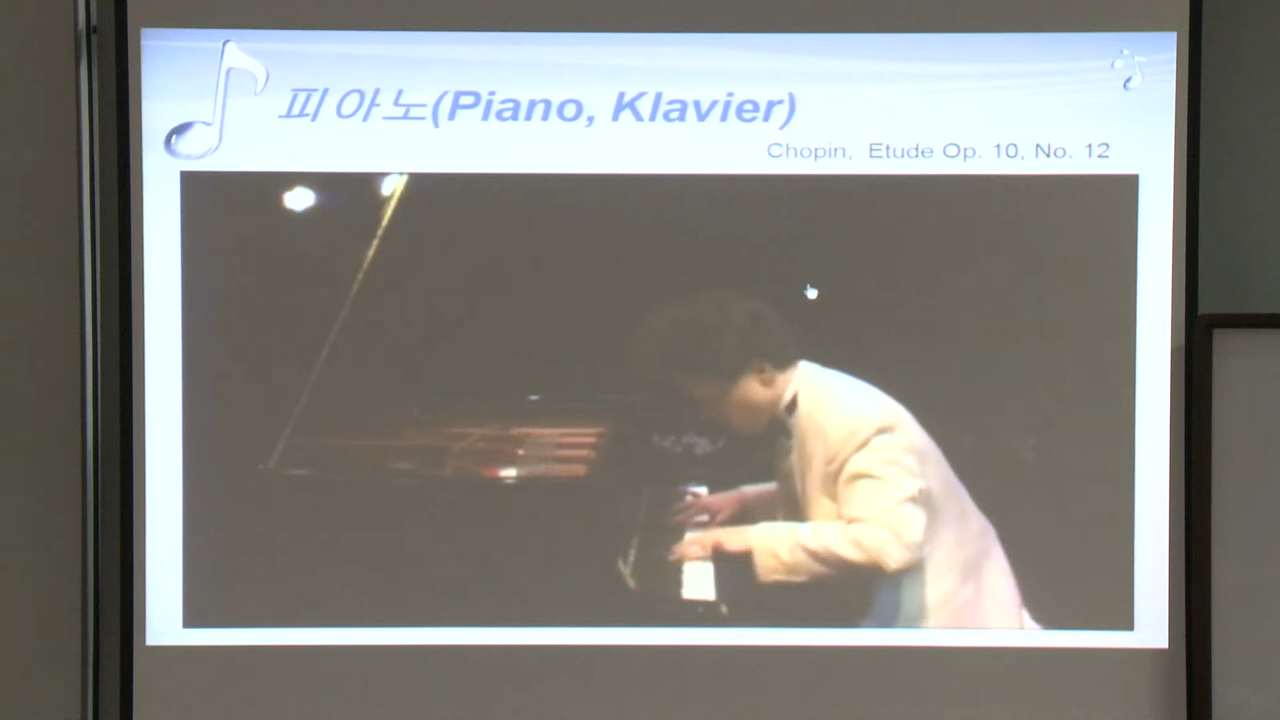 피아노(Piano, Klavier)
Chopin, Etude Op. 10, No. 12